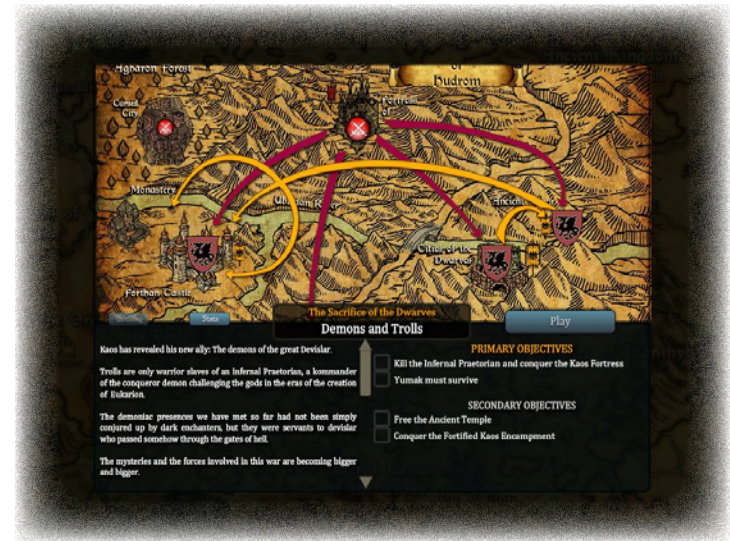 Agharon Forest
of
Hudrom
Cursed
City
Fortress
of
Monastery
Ancient
Cities of the
Dwarves
Forthan Castle
Story
Stats
The Sacrifice of the Dwarves
Demons and Trolls
Play
Kaos has revealed his new ally: The demons of the great Devislar.
Trolls are only warrior slaves of an infernal Praetorian, a kommander
of the conqueror demon challenging the gods in the eras of the creation
of Eukarion.
The demoniac presences we have met so far had not been simply
conjured up by dark enchanters, but they were servants to devislar
who passed somehow through the gates of hell.
The mysteries and the forces involved in this war are becoming bigger
and bigger.
PRIMARY OBJECTIVES
Kill the Infernal Praetorian and conquer the Kaos Fortress
Yumak must survive
SECONDARY OBJECTIVES
Free the Ancient Temple
Conquer the Fortified Kaos Encampment